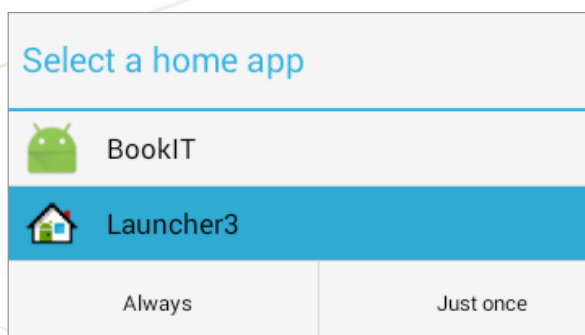 Select a home app
BookIT
Launcher3
Always
Just once